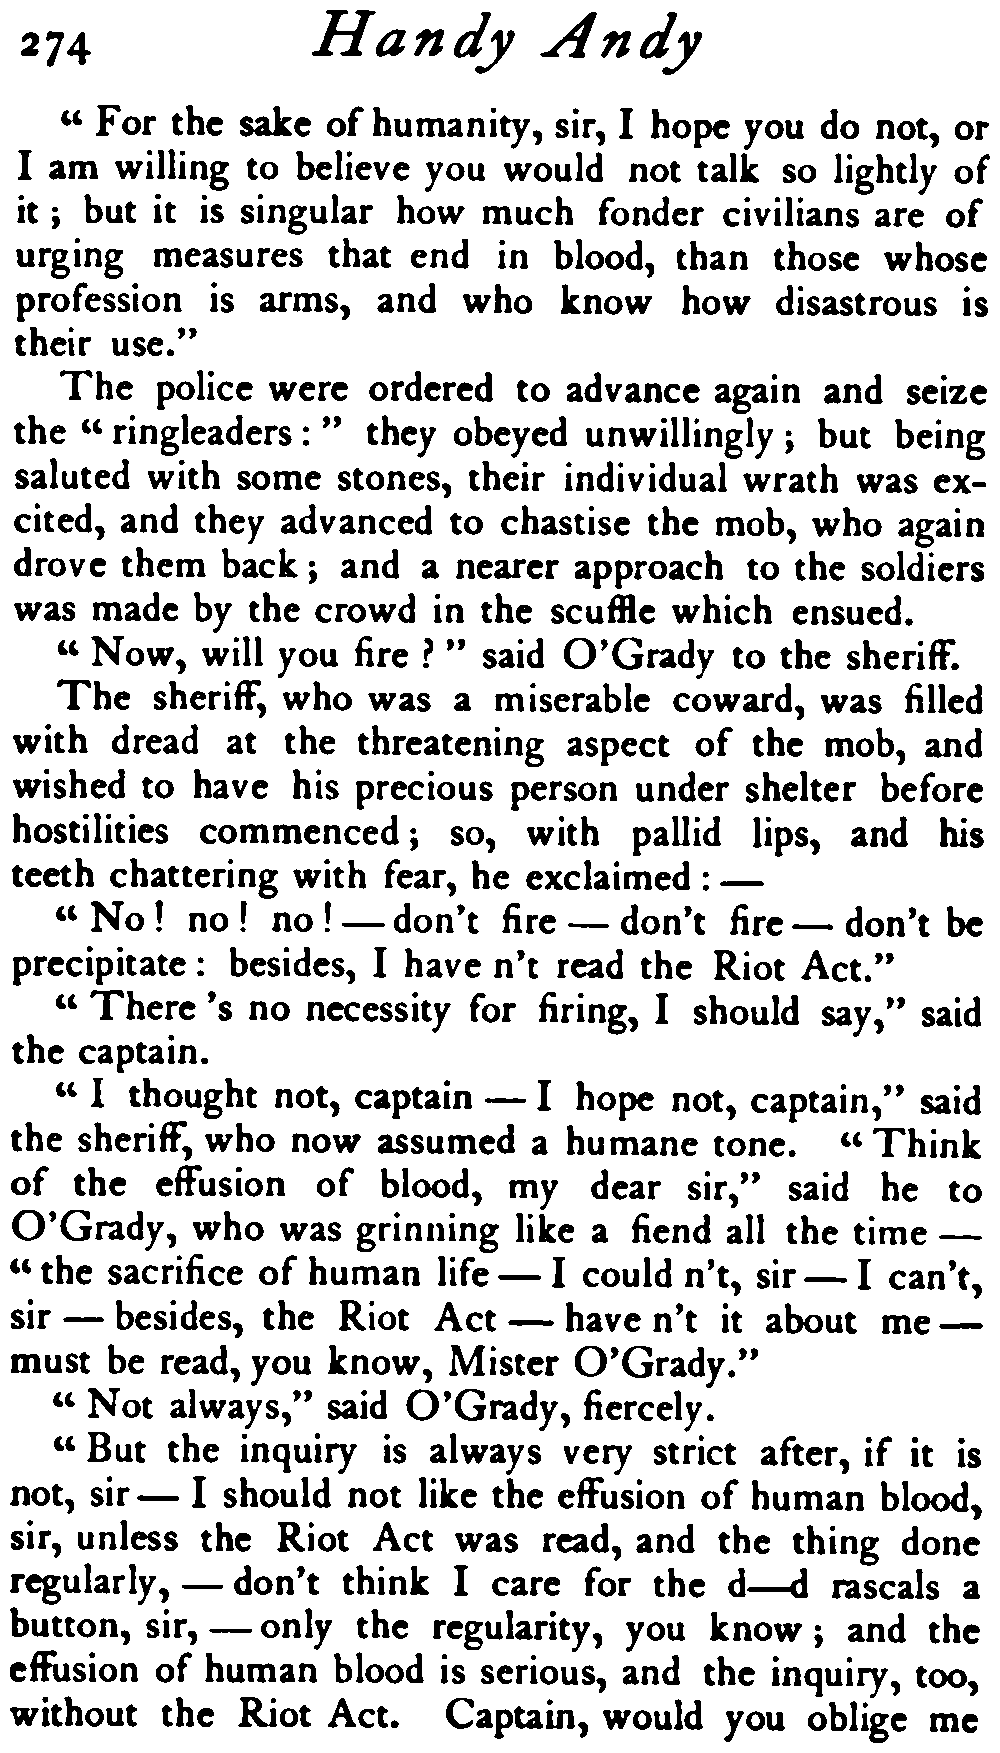 274 Handy Andy
“ For the sake of humanity, sir, I hope you do not, or
I am willing to believe you would not talk so lightly of
it ; but it is singular how much fonder civilians are of
urging measures that end in blood, than those whose
profession is arms, and who know how disastrous is
their use.”
The police were ordered to advance again and seize
the “ ringleaders : ” they obeyed unwillingly ; but being
saluted with some stones, their individual wrath was ex-
cited, and they advanced to chastise the mob, who again
drove them back ; and a nearer approach to the soldiers
was made by the crowd in the scuffle which ensued.
“ Now, will you fire ? ” said O'Grady to the sheriff.
The sheriff, who was a miserable coward, was filled
with dread at the threatening aspect of the mob, and
wished to have his precious person under shelter before
hostilities commenced ; so, with pallid lips, and his
teeth chattering with fear, he exclaimed : —
“ No ! no ! no ! — don't fire — don't fire — don't be
precipitate : besides, I have n't read the Riot Act.”
“ There 's no necessity for firing, I should say,” said
the captain.
“ I thought not, captain — I hope not, captain,” said
the sheriff, who now assumed a humane tone. “ Think
of the effusion of blood, my dear sir,” said he to
O'Grady, who was grinning like a fiend all the time —
“ the sacrifice of human life — I could n't, sir — I can't,
sir — besides, the Riot Act — have n't it about me —
must be read, you know, Mister O'Grady.”
“ Not always,” said O'Grady, fiercely.
“ But the inquiry is always very strict after, if it is
not, sir — I should not like the effusion of human blood,
sir, unless the Riot Act was read, and the thing done
regularly, — don't think I care for the d—d rascals a
button, sir, — only the regularity, you know ; and the
effusion of human blood is serious, and the inquiry, too,
without the Riot Act. Captain, would you oblige me